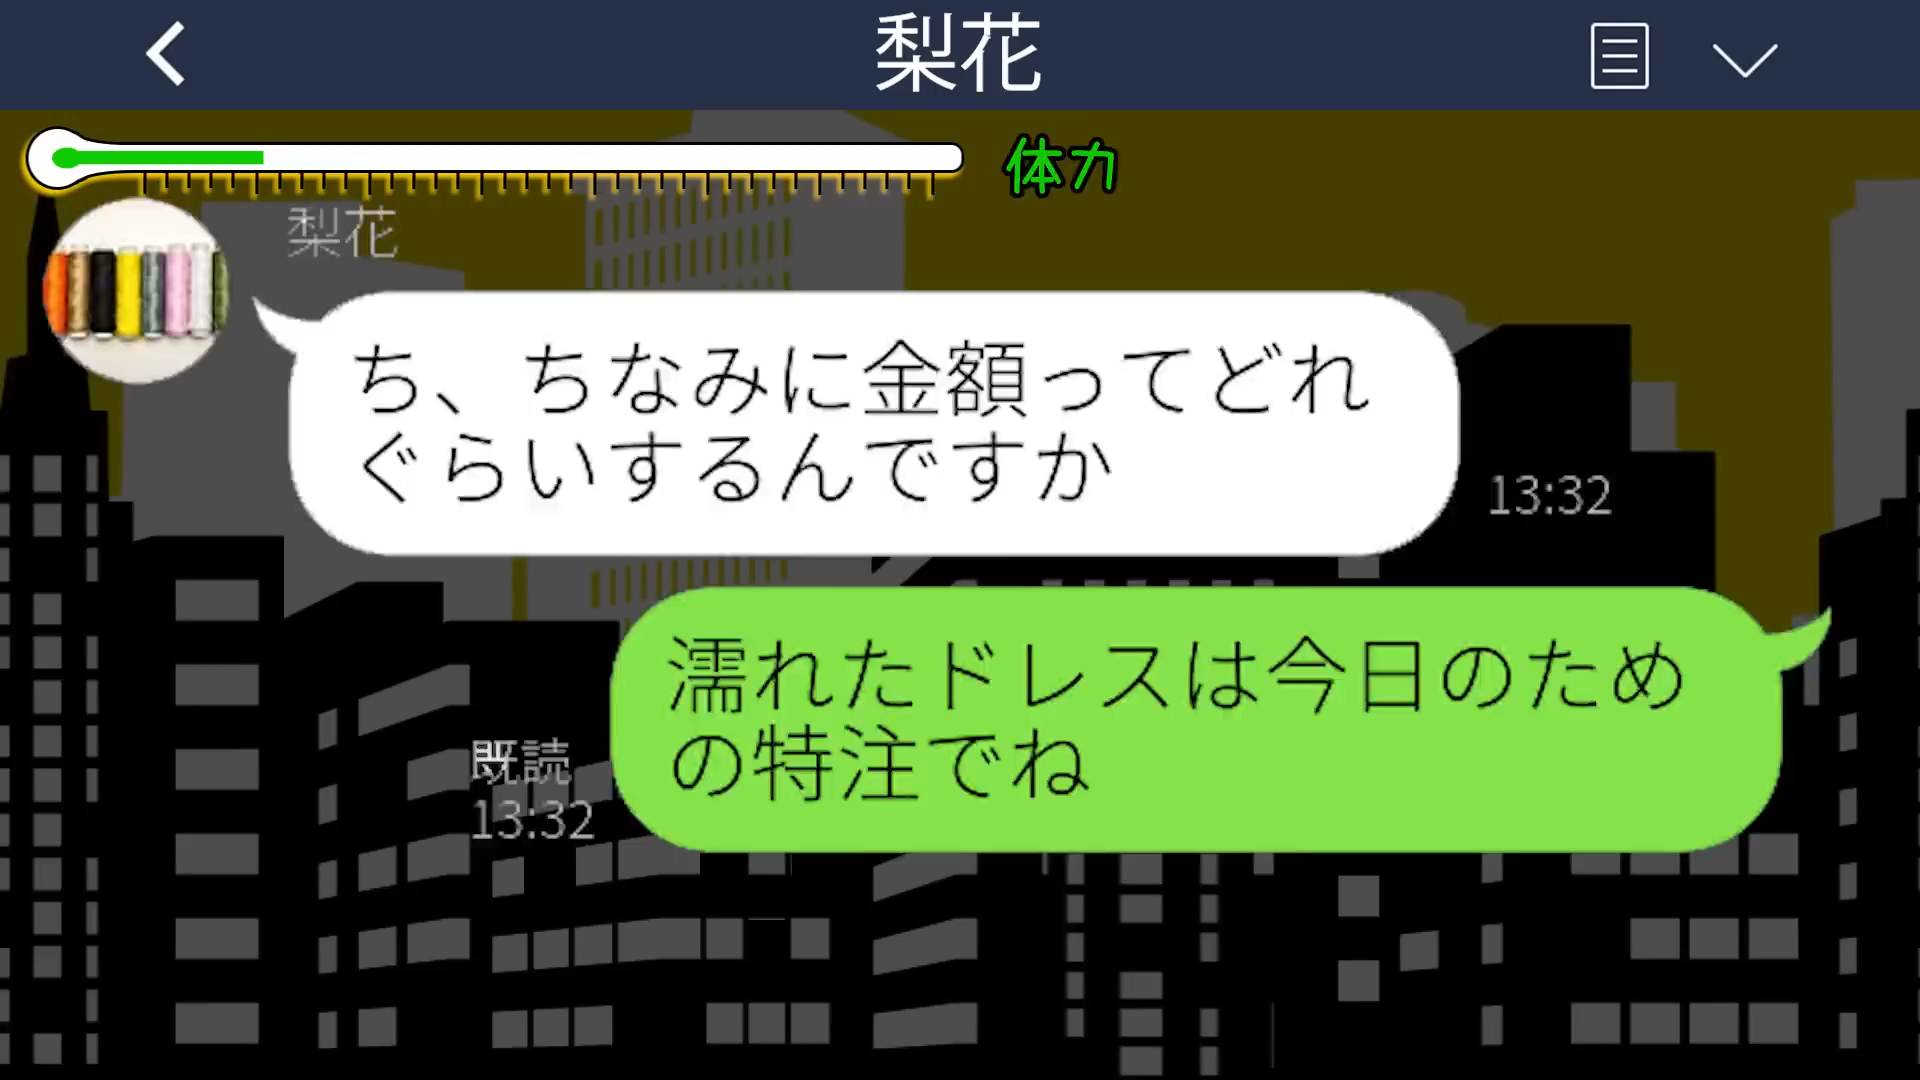 梨花
体力
梨花
ち、ちなみに金額ってどれ
ぐらいするんですか
13:32
濡れたドレスは今日のため
の特注でね
既読
13:32